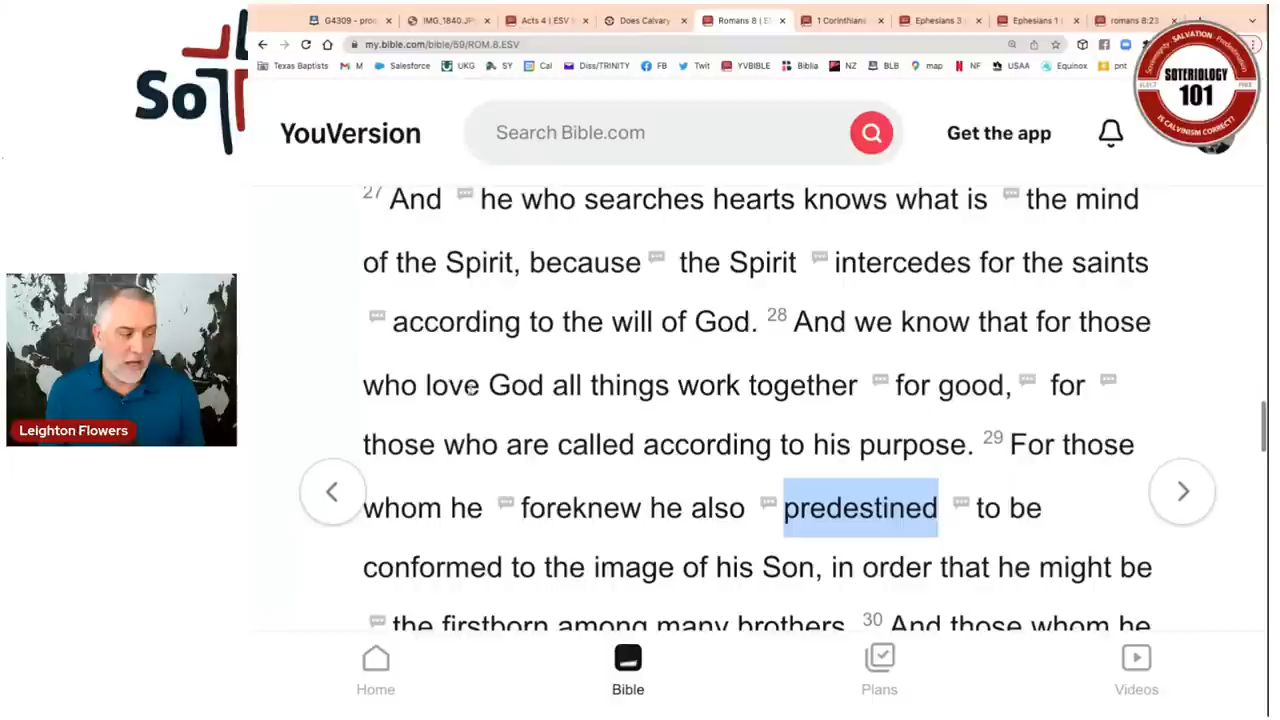 So
G4309 - proc
IMG_1840.JP
Acts 4 | ESV
Does Calvary
Romans 8 | E
1 Corinthians
Ephesians 3
Ephesians 1
romans 8:23
my.bible.com/bible/59/ROM.8.ESV
Texas Baptists M Salesforce UKG SY Cal Diss/TRINITY FB Twit YVBIBLE Biblia NZ BLB map NF USAA Equinox pnt
SALVATION
SOTERIOLOGY
101
IS CALVINISM CORRECT?
YouVersion
Search Bible.com
Get the app
27 And he who searches hearts knows what is the mind
of the Spirit, because the Spirit intercedes for the saints
according to the will of God. 28 And we know that for those
who love God all things work together for good, for
those who are called according to his purpose. 29 For those
whom he foreknew he also predestined to be
conformed to the image of his Son, in order that he might be
the firstborn among many brothers. 30 And those whom he
Leighton Flowers
Home
Bible
Plans
Videos